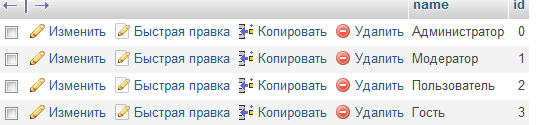 name id
Изменить Быстрая правка Копировать Удалить Администратор 0
Изменить Быстрая правка Копировать Удалить Модератор 1
Изменить Быстрая правка Копировать Удалить Пользователь 2
Изменить Быстрая правка Копировать Удалить Гость 3